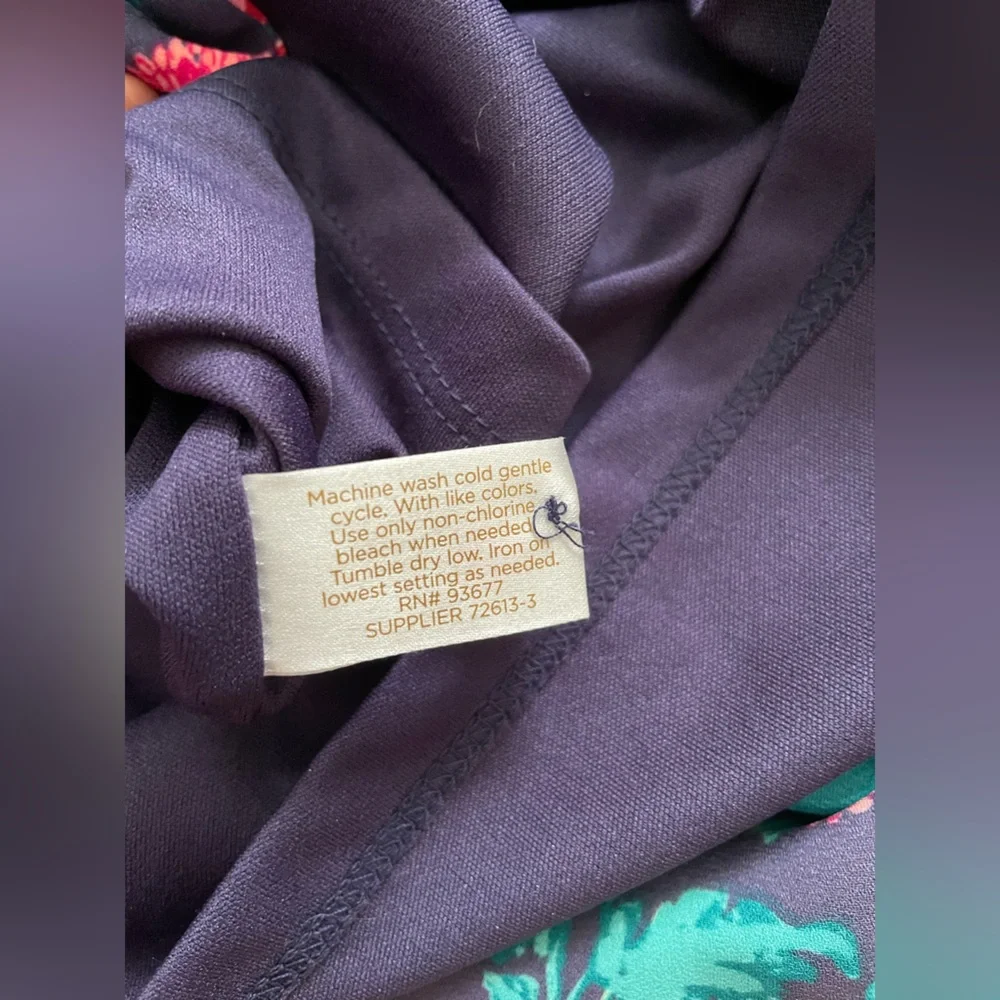 Machine wash cold gentle
cycle. With like colors.
Use only non-chlorine
bleach when needed
Tumble dry low. Iron on
lowest setting as needed.
RN# 93677
SUPPLIER 72613-3